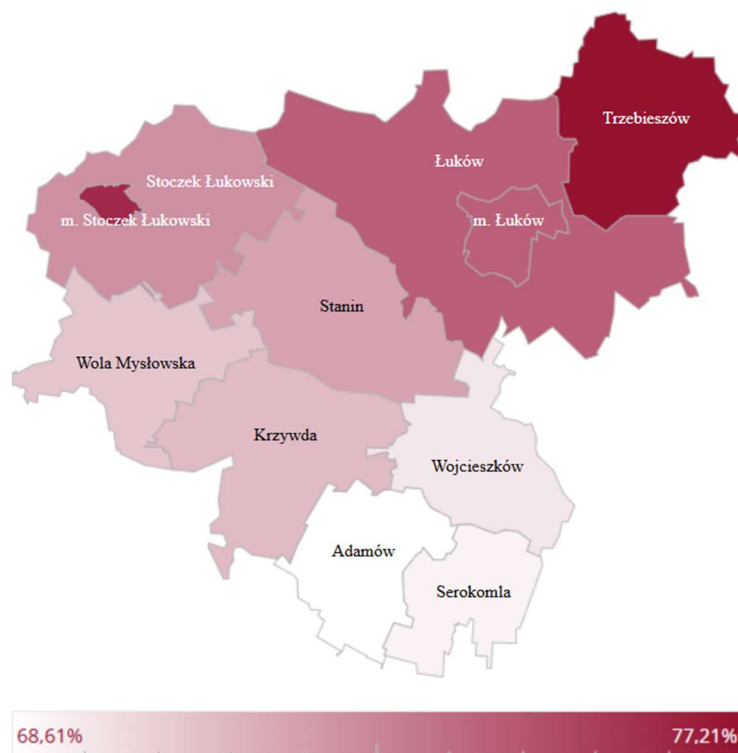 Trzebieszów
Łuków
Stoczek Łukowski
m. Stoczek Łukowski
m. Łuków
Stanin
Wola Mysłowska
Krzywda
Wojcieszków
Adamów
Serokomla
68,61%
77,21%